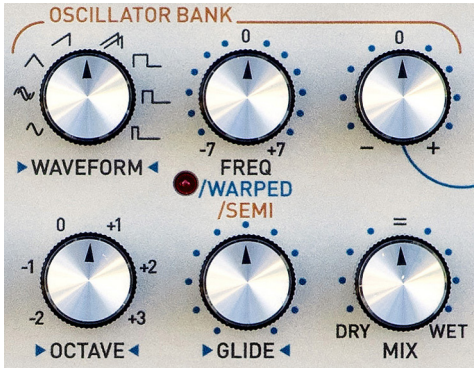 OSCILLATOR BANK
0
0
-7
+7
-
+
▶WAVEFORM◀
FREQ
/WARPED
/SEMI
0
+1
-1
+2
-2
+3
=
DRY
WET
▶OCTAVE◀
▶GLIDE◀
MIX